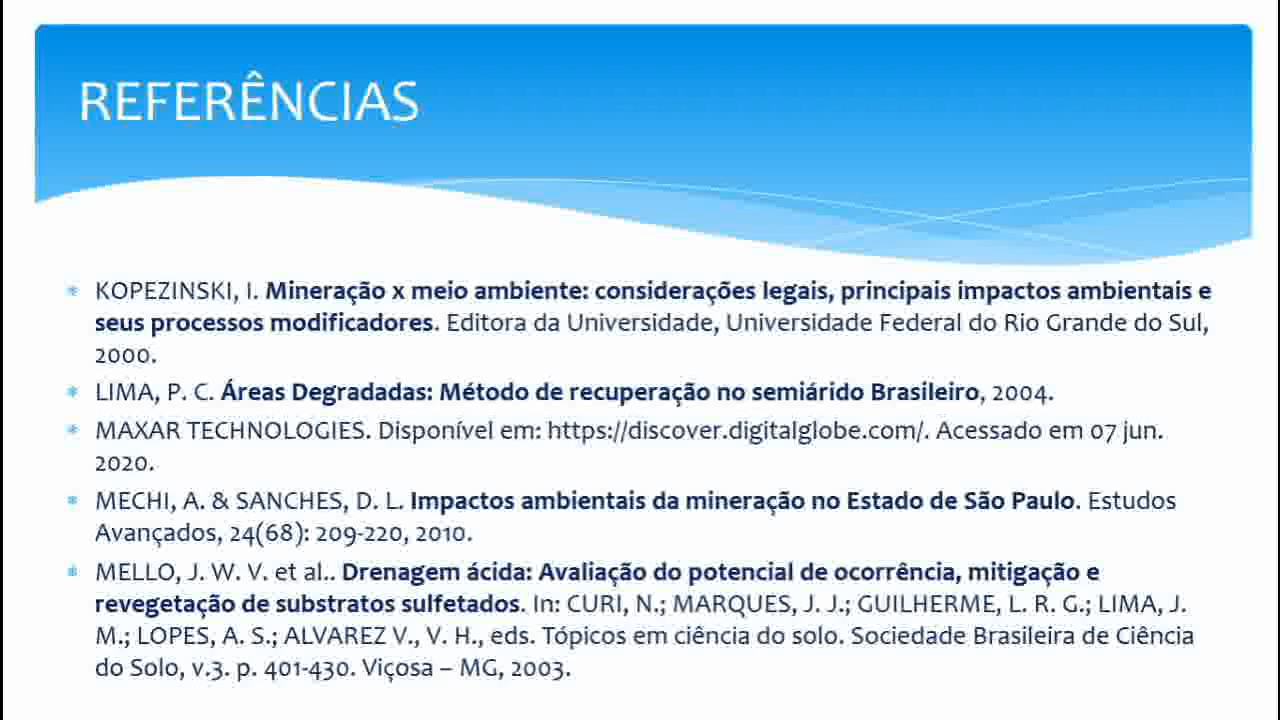 REFERÊNCIAS
KOPEZINSKI, I. Mineração x meio ambiente: considerações legais, principais impactos ambientais e
seus processos modificadores. Editora da Universidade, Universidade Federal do Rio Grande do Sul,
2000.
LIMA, P. C. Áreas Degradadas: Método de recuperação no semiárido Brasileiro, 2004.
MAXAR TECHNOLOGIES. Disponível em: https://discover.digitalglobe.com/. Acessado em 07 jun.
2020.
MECHI, A. & SANCHES, D. L. Impactos ambientais da mineração no Estado de São Paulo. Estudos
Avançados, 24(68): 209-220, 2010.
MELLO, J. W. V. et al.. Drenagem ácida: Avaliação do potencial de ocorrência, mitigação e
revegetação de substratos sulfetados. In: CURI, N.; MARQUES, J. J.; GUILHERME, L. R. G.; LIMA, J.
M.; LOPES, A. S.; ALVAREZ V., V. H., eds. Tópicos em ciência do solo. Sociedade Brasileira de Ciência
do Solo, v.3. p. 401-430. Viçosa – MG, 2003.